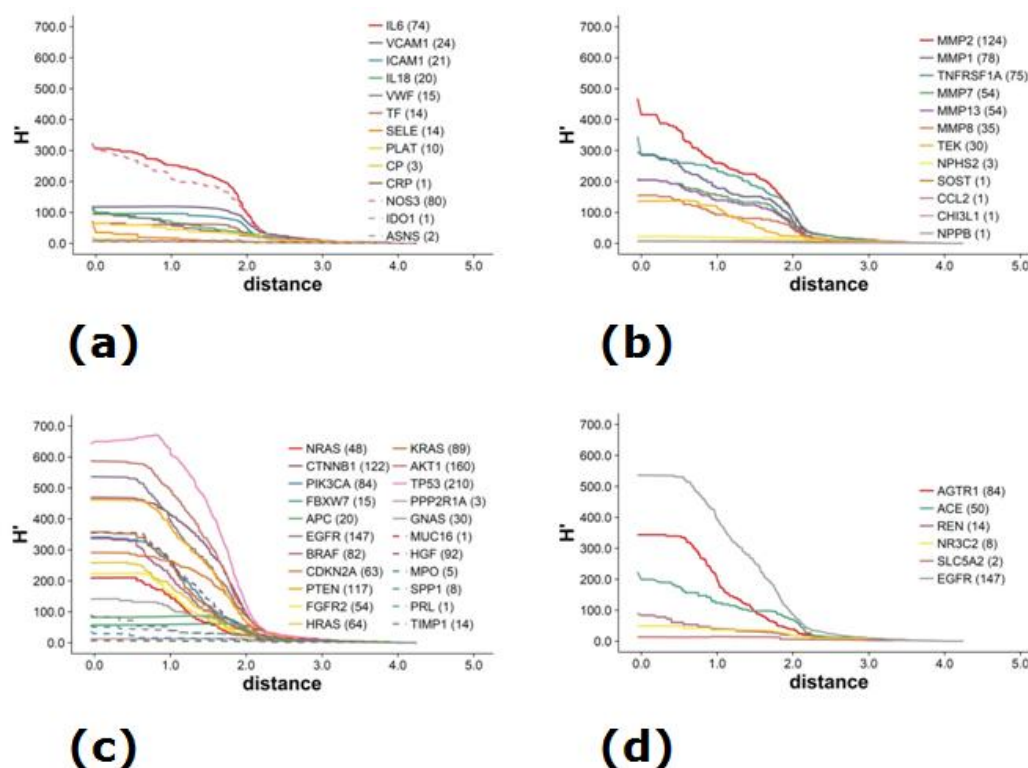 700.0
600.0
500.0
400.0
300.0
200.0
100.0
0.0
H'
0.0 1.0 2.0 3.0 4.0 5.0
distance
IL6 (74)
VCAM1 (24)
ICAM1 (21)
IL18 (20)
VWF (15)
TF (14)
SELE (14)
PLAT (10)
CP (3)
CRP (1)
NOS3 (80)
IDO1 (1)
ASNS (2)
(a)
700.0
600.0
500.0
400.0
300.0
200.0
100.0
0.0
H'
0.0 1.0 2.0 3.0 4.0 5.0
distance
MMP2 (124)
MMP1 (78)
TNFRSF1A (75)
MMP7 (54)
MMP13 (54)
MMP8 (35)
TEK (30)
NPHS2 (3)
SOST (1)
CCL2 (1)
CHI3L1 (1)
NPPB (1)
(b)
700.0
600.0
500.0
400.0
300.0
200.0
100.0
0.0
H'
0.0 1.0 2.0 3.0 4.0 5.0
distance
NRAS (48)
CTNNB1 (122)
PIK3CA (84)
FBXW7 (15)
APC (20)
EGFR (147)
BRAF (82)
CDKN2A (63)
PTEN (117)
FGFR2 (54)
HRAS (64)
KRAS (89)
AKT1 (160)
TP53 (210)
PPP2R1A (3)
GNAS (30)
MUC16 (1)
HGF (92)
MPO (5)
SPP1 (8)
PRL (1)
TIMP1 (14)
(c)
700.0
600.0
500.0
400.0
300.0
200.0
100.0
0.0
H'
0.0 1.0 2.0 3.0 4.0 5.0
distance
AGTR1 (84)
ACE (50)
REN (14)
NR3C2 (8)
SLC5A2 (2)
EGFR (147)
(d)